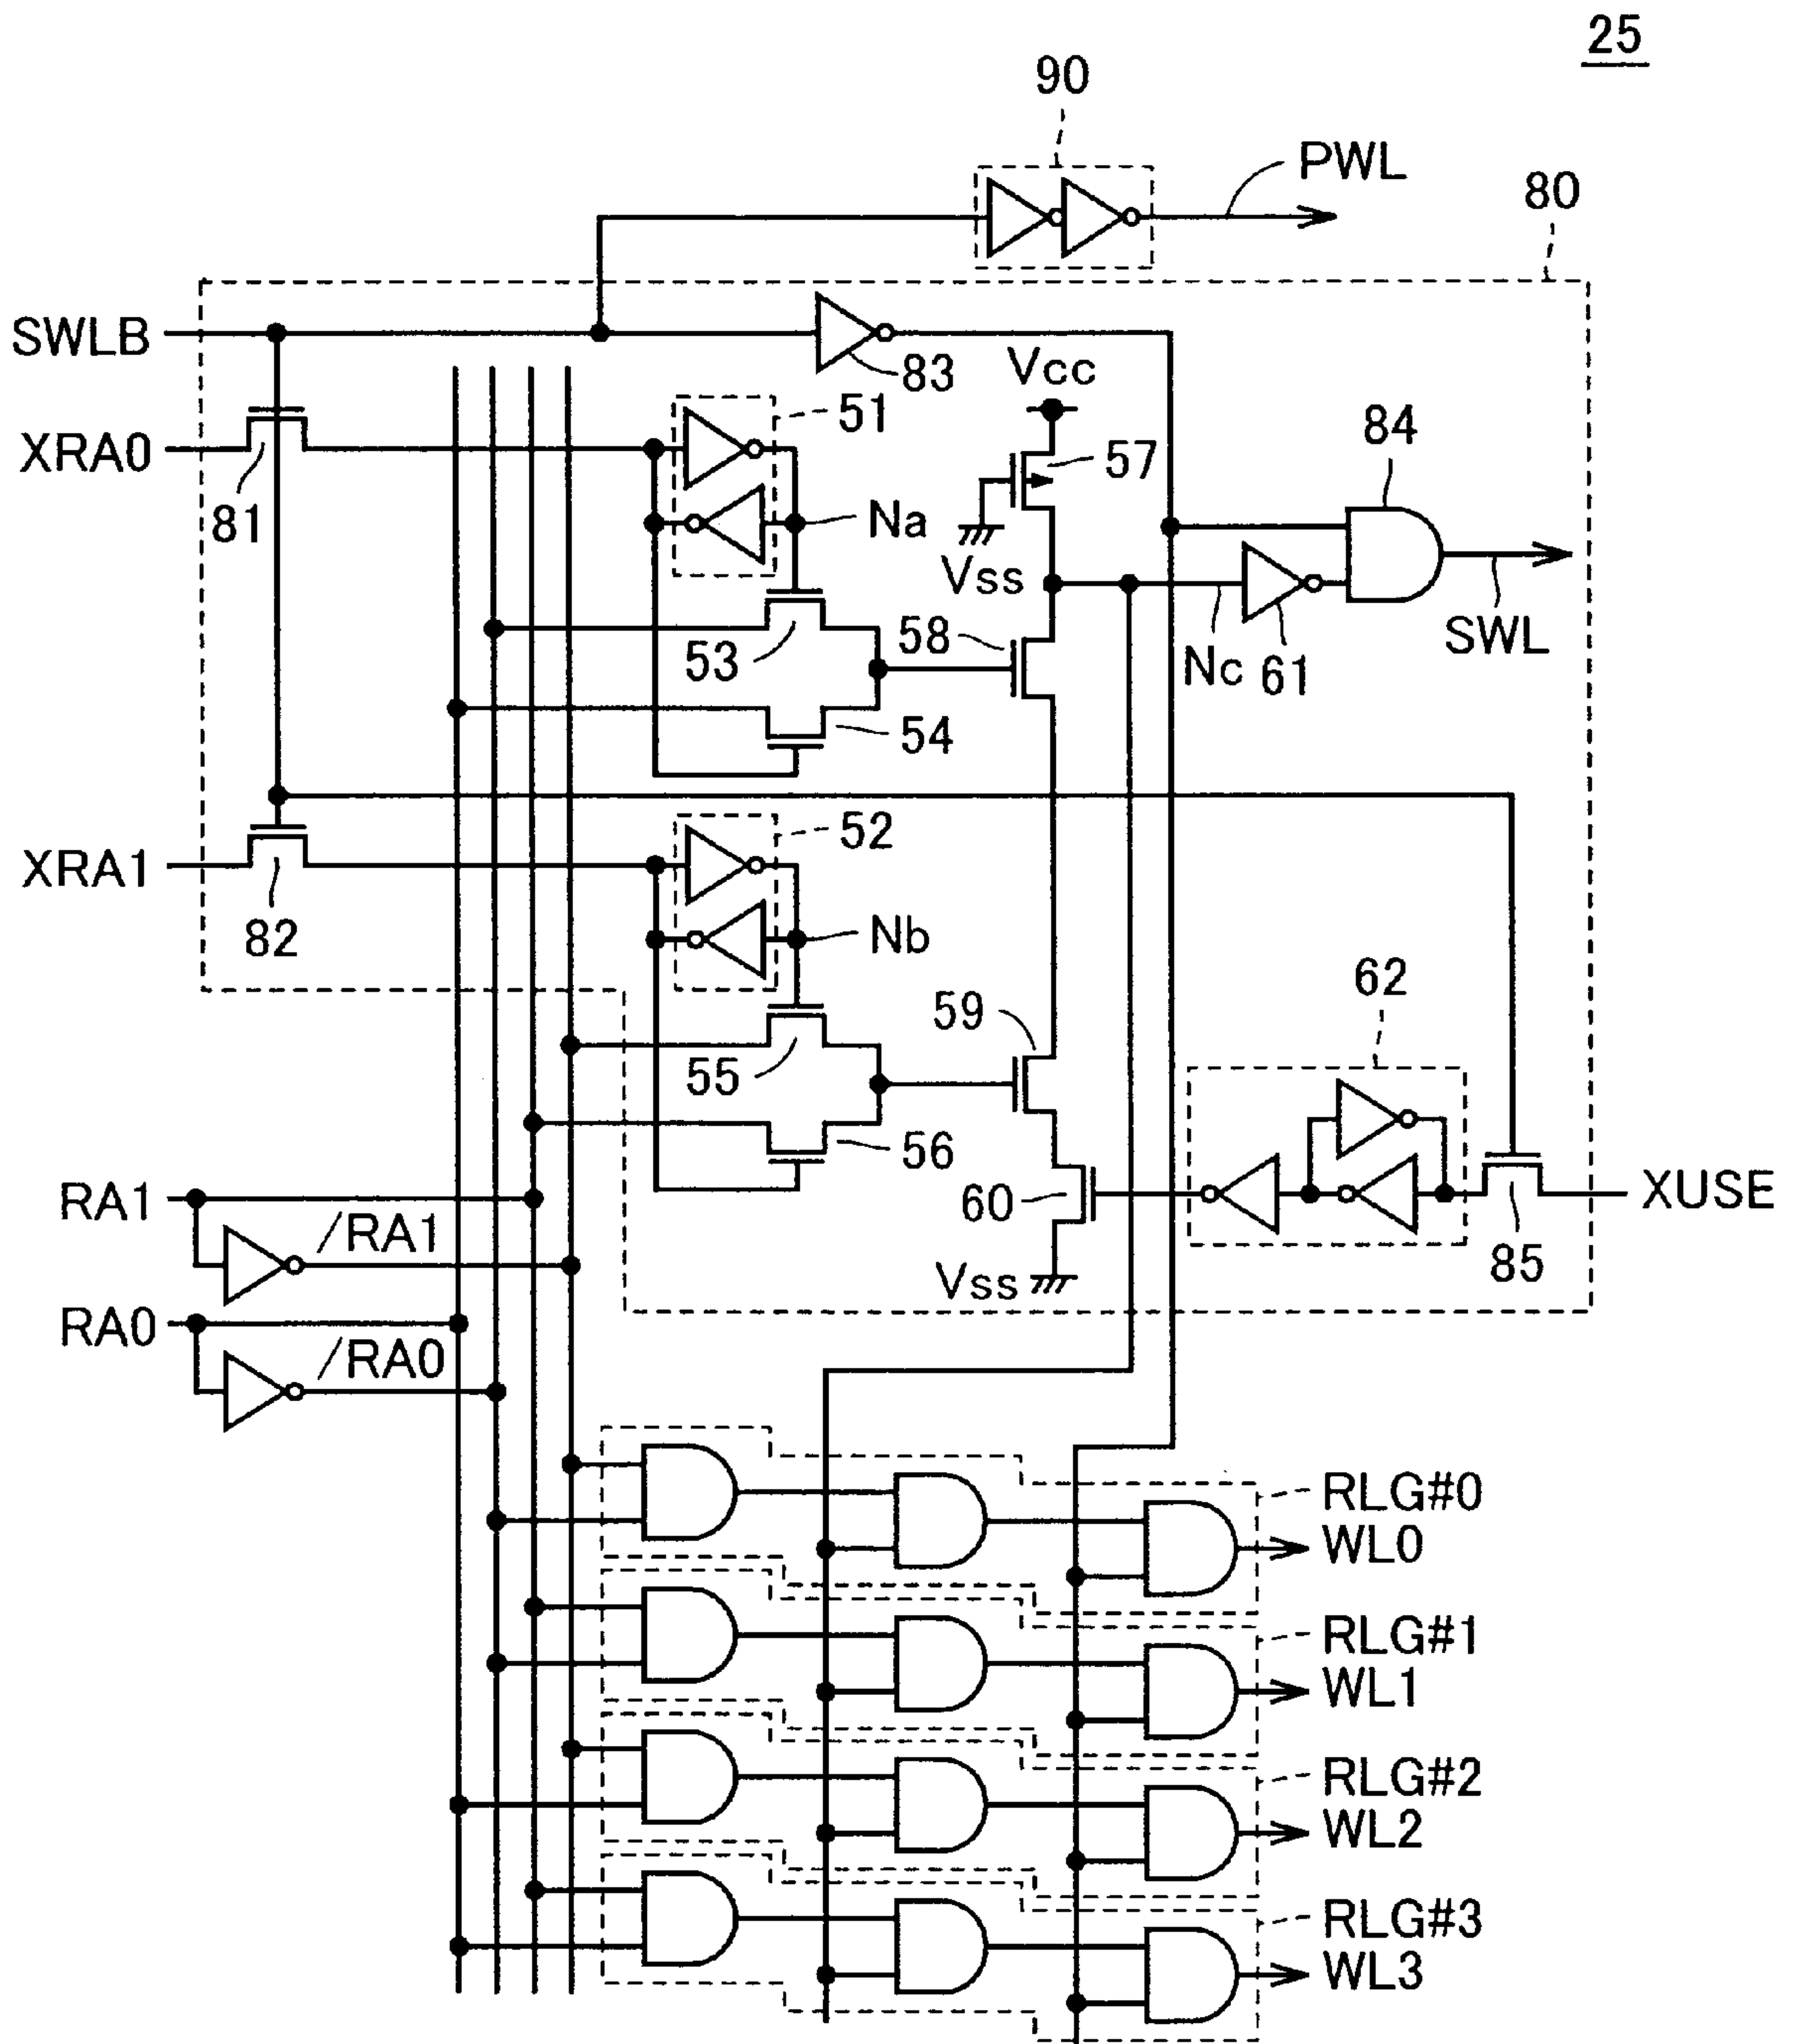 25
90
PWL
80
SWLB
83
Vcc
51
84
XRA0
57
81
Na
Vss
58
SWL
53
Nc 61
54
52
XRA1
82
Nb
62
59
55
56
RA1
/RA1
60
XUSE
85
Vss
RA0
/RA0
RLG#0
WL0
RLG#1
WL1
RLG#2
WL2
RLG#3
WL3